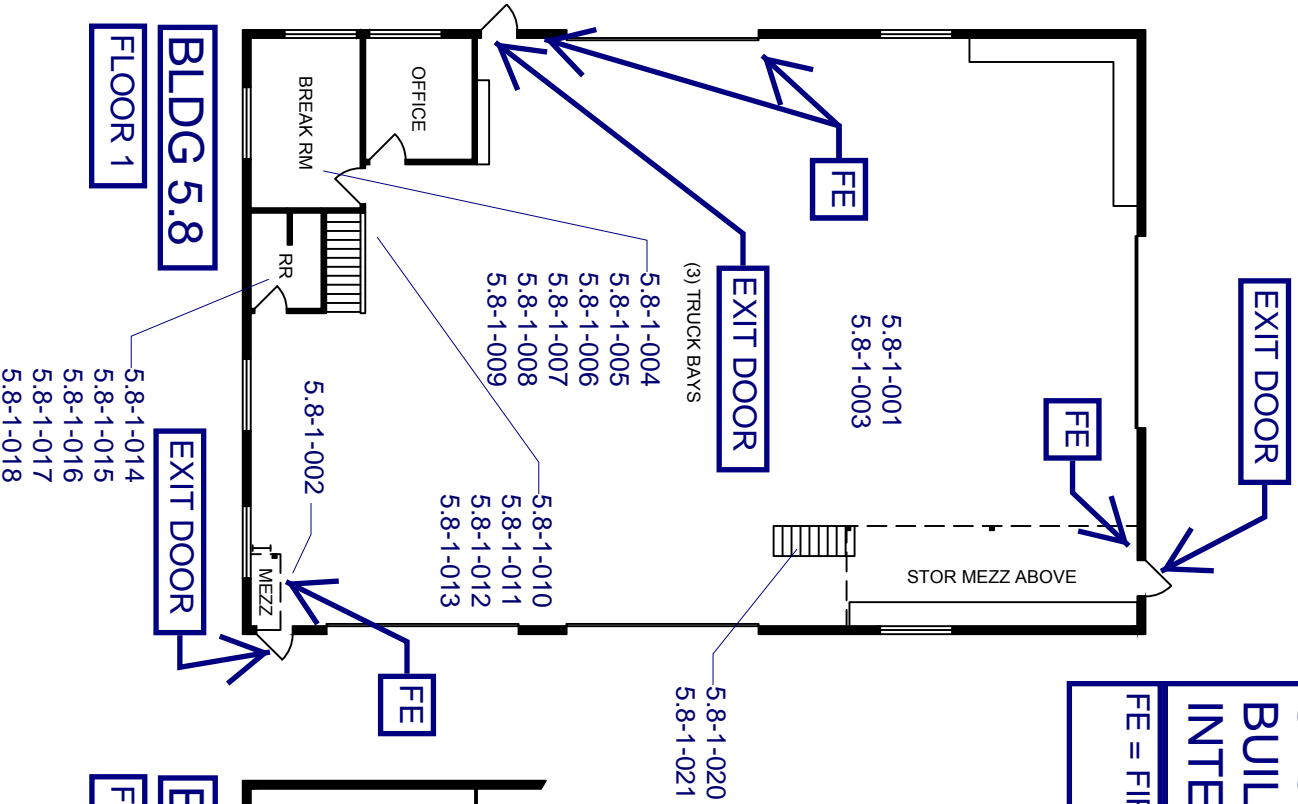 BUIL
INTE
FE = FI
EXIT DOOR
FE
STOR MEZZ ABOVE
5.8-1-001
5.8-1-003
FE
EXIT DOOR
(3) TRUCK BAYS
5.8-1-004
5.8-1-005
5.8-1-006
5.8-1-007
5.8-1-008
5.8-1-009
5.8-1-020
5.8-1-021
5.8-1-010
5.8-1-011
5.8-1-012
5.8-1-013
OFFICE
BREAK RM
RR
5.8-1-002
MEZZ
FE
BLDG 5.8
FLOOR 1
EXIT DOOR
5.8-1-014
5.8-1-015
5.8-1-016
5.8-1-017
5.8-1-018
F